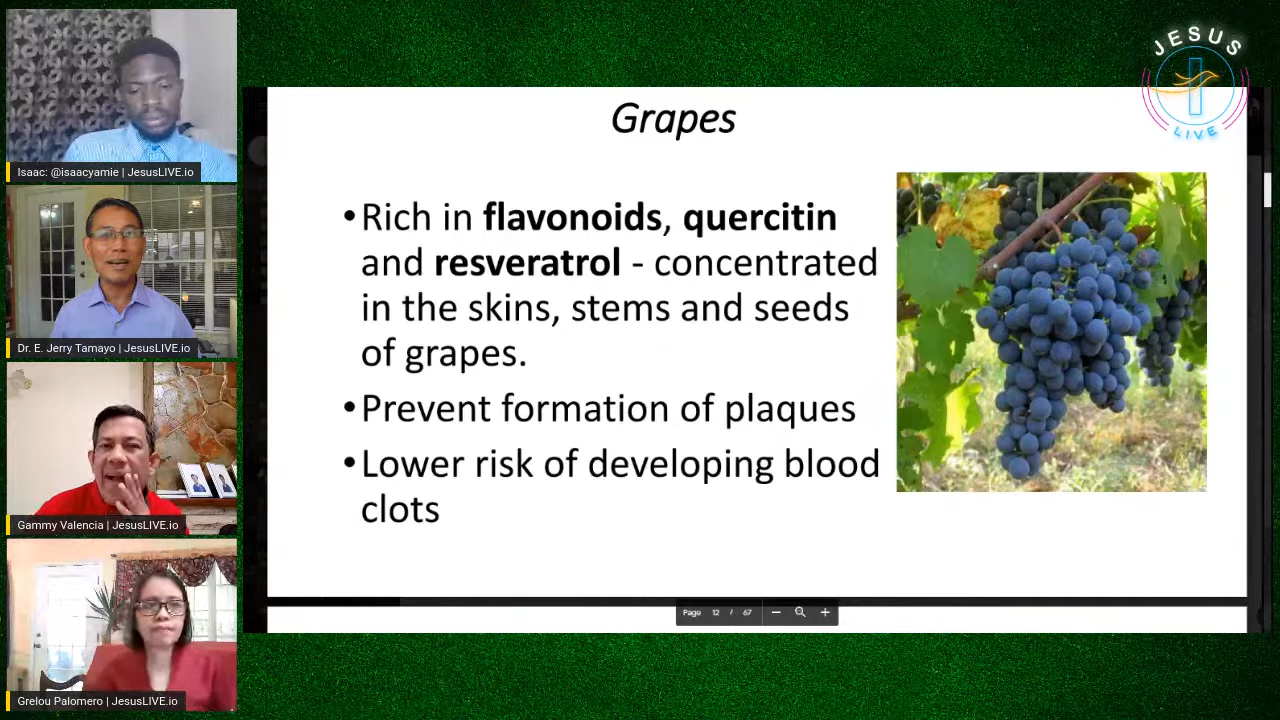 JESUS
LIVE
Isaac: @isaacyamie | JesusLIVE.io
Dr. E. Jerry Tamayo | JesusLIVE.io
Gammy Valencia | JesusLIVE.io
Grelou Palomero | JesusLIVE.io
Grapes
•Rich in flavonoids, quercitin
and resveratrol - concentrated
in the skins, stems and seeds
of grapes.
•Prevent formation of plaques
•Lower risk of developing blood
clots
Page 12 / 67